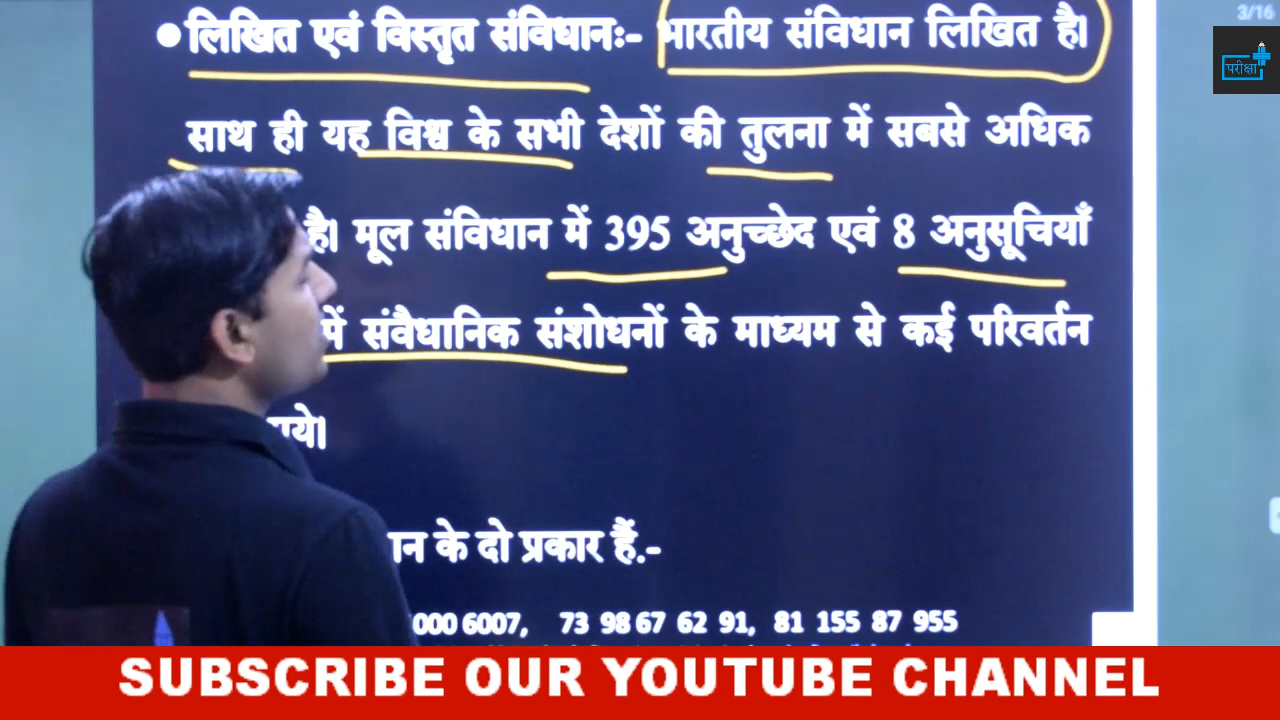 3/16
परीक्षा
● लिखित एवं विस्तृत संविधानः- भारतीय संविधान लिखित है।
साथ ही यह विश्व के सभी देशों की तुलना में सबसे अधिक
है। मूल संविधान में 395 अनुच्छेद एवं 8 अनुसूचियाँ
में संवैधानिक संशोधनों के माध्यम से कई परिवर्तन
के दो प्रकार हैं.-
000 6007, 73 98 67 62 91, 81 155 87 955
SUBSCRIBE OUR YOUTUBE CHANNEL